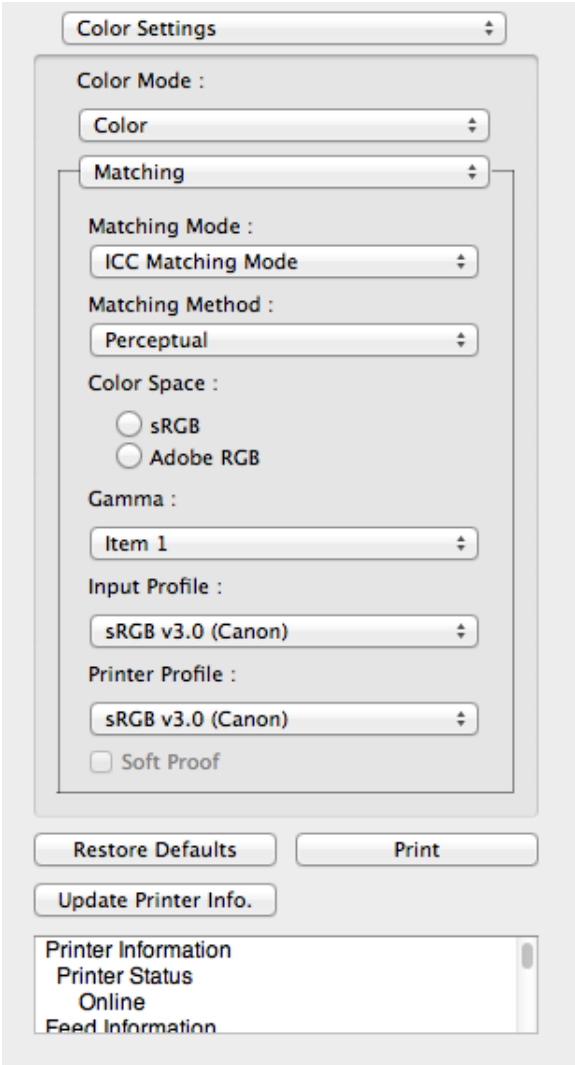 Color Settings
Color Mode :
Color
Matching
Matching Mode :
ICC Matching Mode
Matching Method :
Perceptual
Color Space :
sRGB
Adobe RGB
Gamma :
Item 1
Input Profile :
sRGB v3.0 (Canon)
Printer Profile :
sRGB v3.0 (Canon)
Soft Proof
Restore Defaults
Print
Update Printer Info.
Printer Information
Printer Status
Online
Feed Information